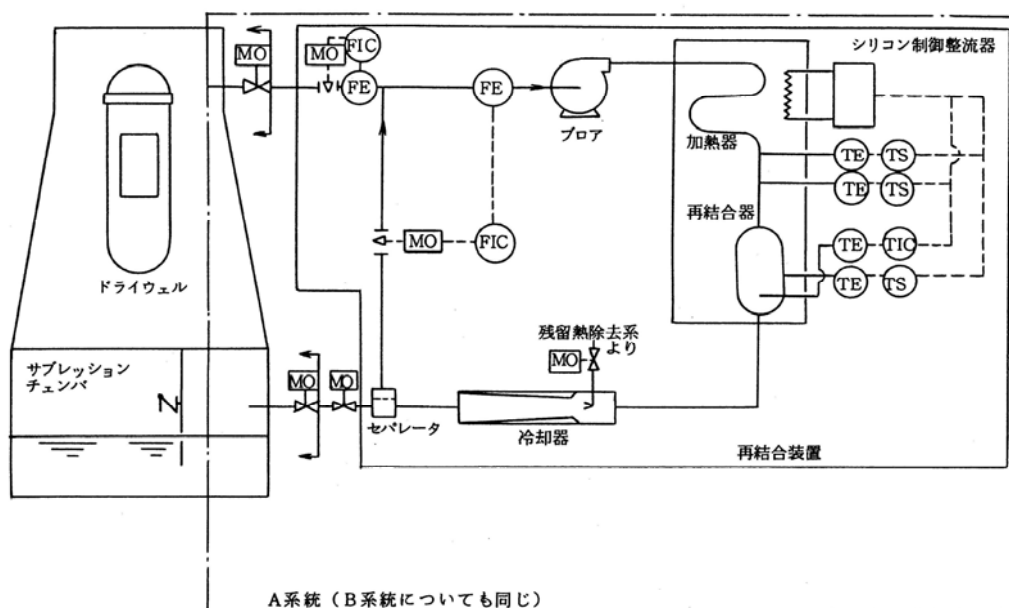 シリコン制御整流器
MO
MO
FIC
FE
FE
ブロア
加熱器
TE
TS
TE
TS
再結合器
MO
FIC
TE
TIC
TE
TS
ドライウェル
残留熱除去系
より
MO
サプレッション
チェンバ
MO
MO
セパレータ
冷却器
再結合装置
A系統（B系統についても同じ）